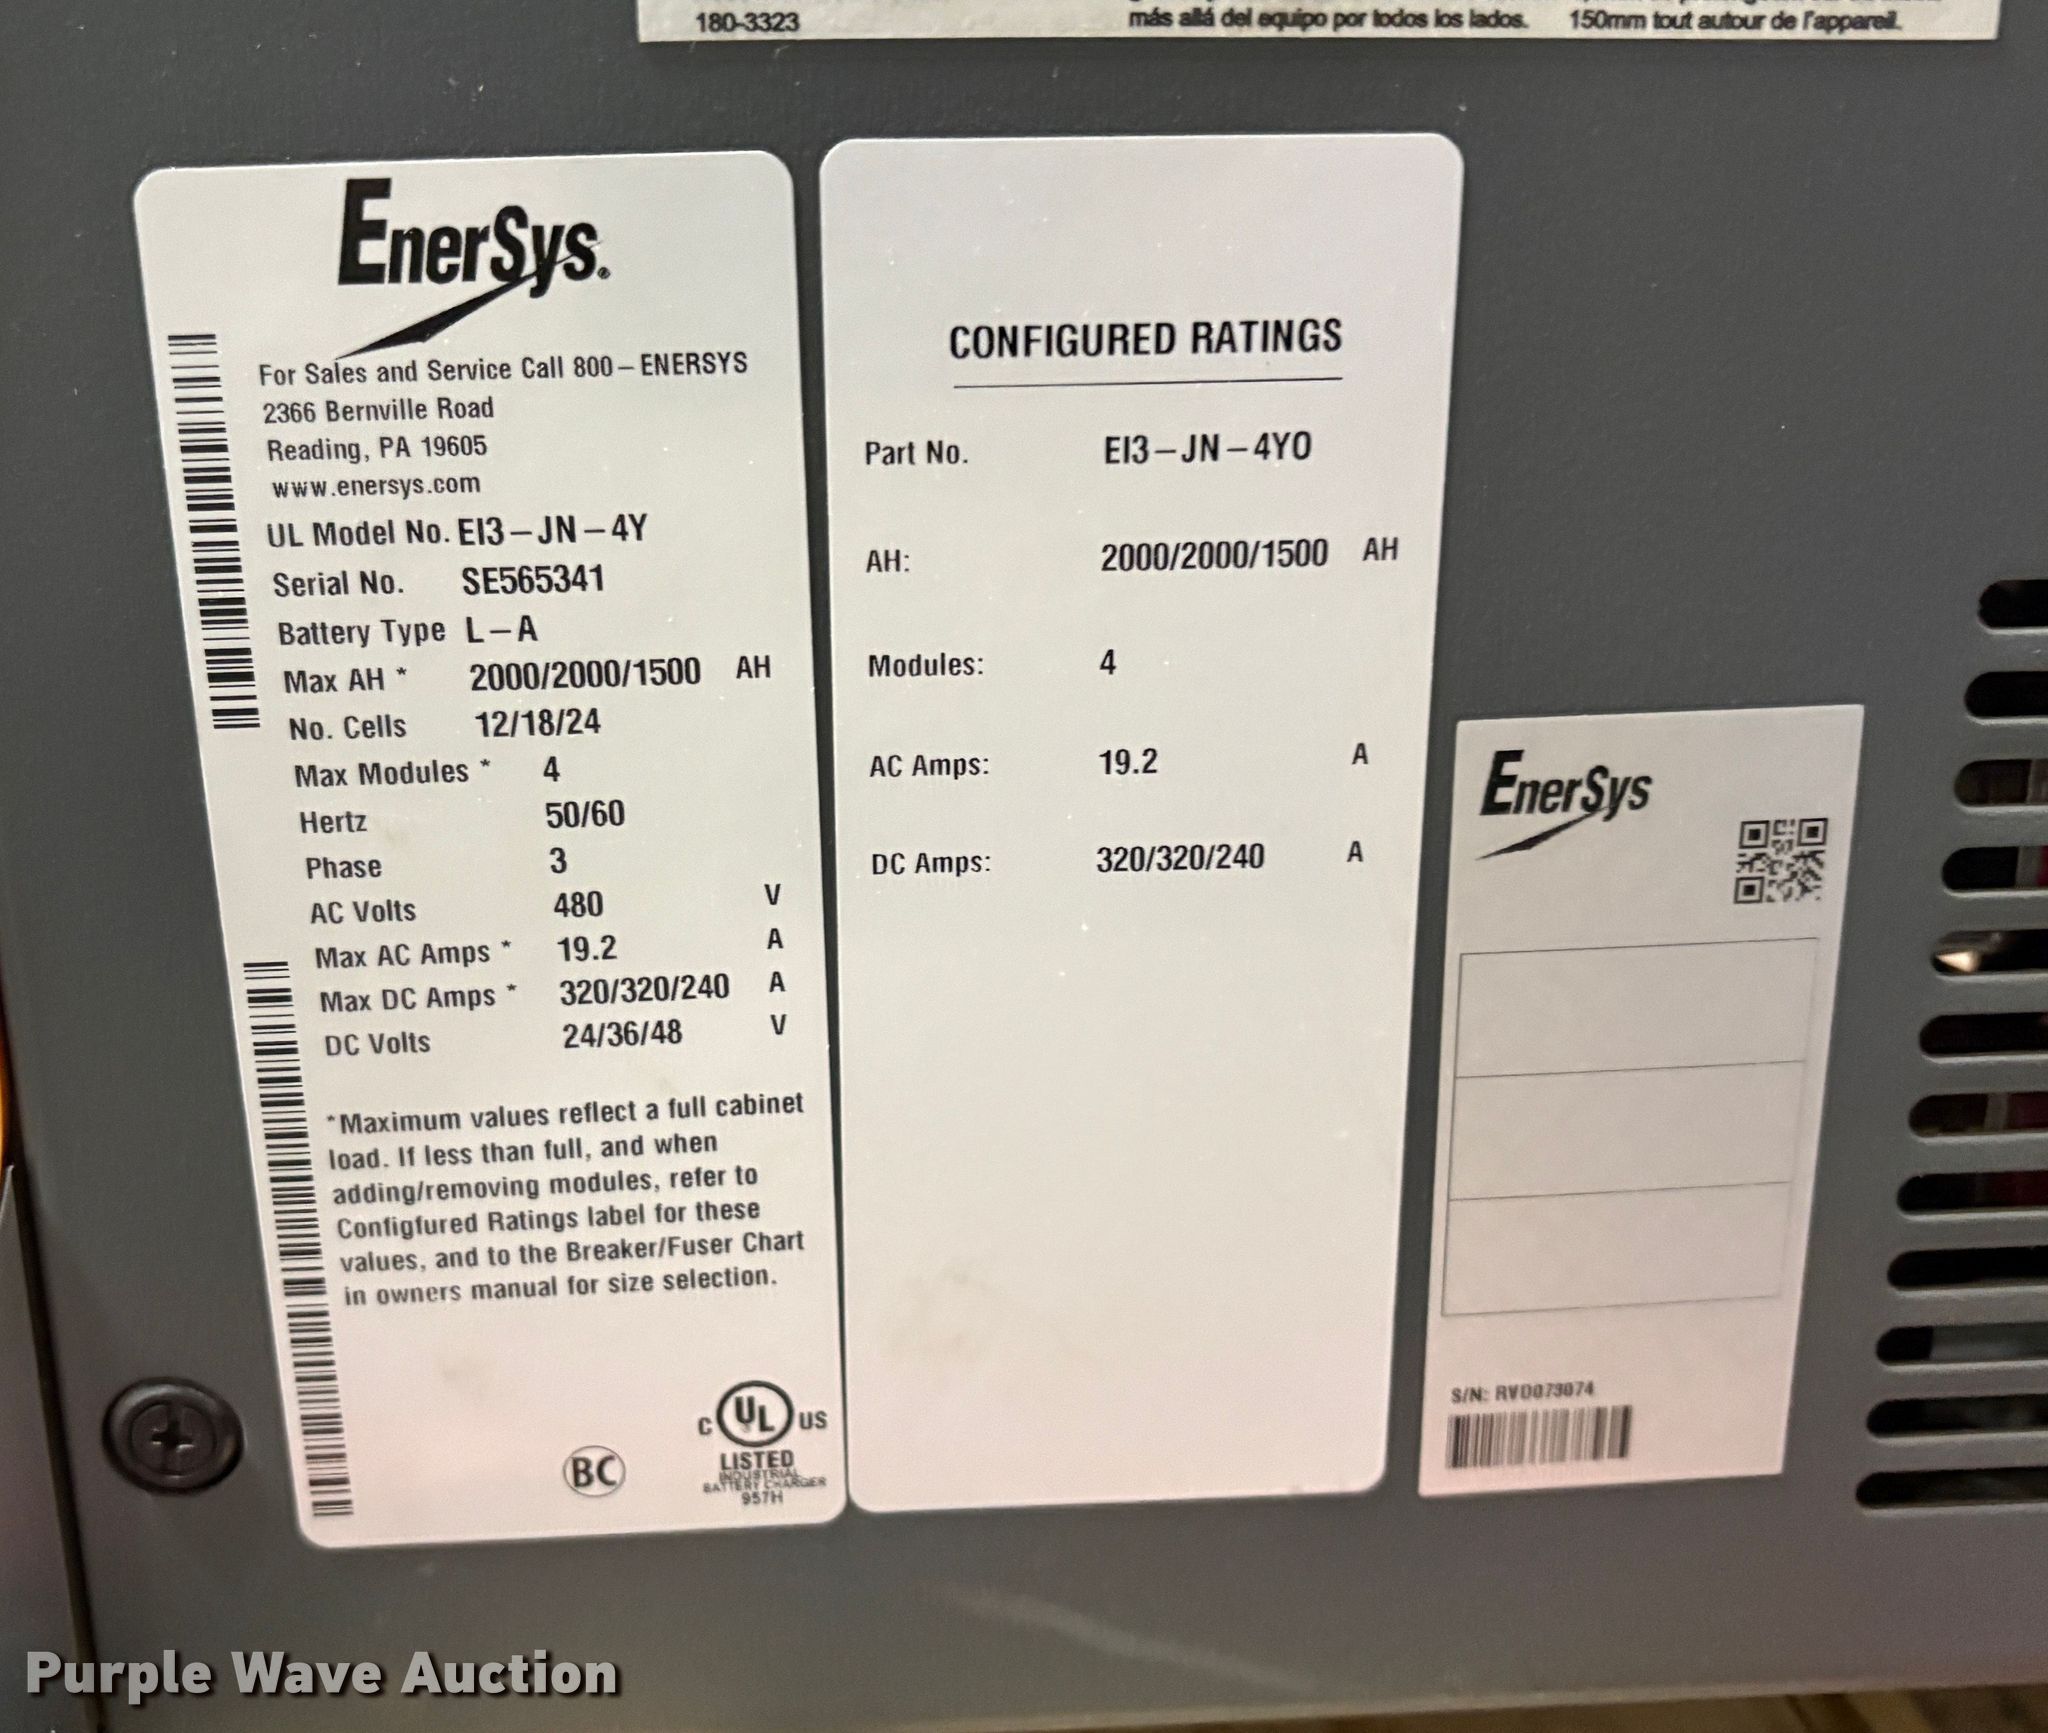 180-3323
más allá del equipo por todos los lados.
150mm tout autour de l'appareil.
EnerSys®
For Sales and Service Call 800–ENERSYS
2366 Bernville Road
Reading, PA 19605
www.enersys.com
UL Model No. EI3–JN–4Y
Serial No. SE565341
Battery Type L–A
Max AH * 2000/2000/1500 AH
No. Cells 12/18/24
Max Modules * 4
Hertz 50/60
Phase 3
AC Volts 480 V
Max AC Amps * 19.2 A
Max DC Amps * 320/320/240 A
DC Volts 24/36/48 V
*Maximum values reflect a full cabinet
load. If less than full, and when
adding/removing modules, refer to
Configfured Ratings label for these
values, and to the Breaker/Fuser Chart
in owners manual for size selection.
BC
C UL US
LISTED
INDUSTRIAL
BATTERY CHARGER
957H
CONFIGURED RATINGS
Part No. EI3–JN–4Y0
AH: 2000/2000/1500 AH
Modules: 4
AC Amps: 19.2 A
DC Amps: 320/320/240 A
EnerSys
S/N: RVD073074
Purple Wave Auction